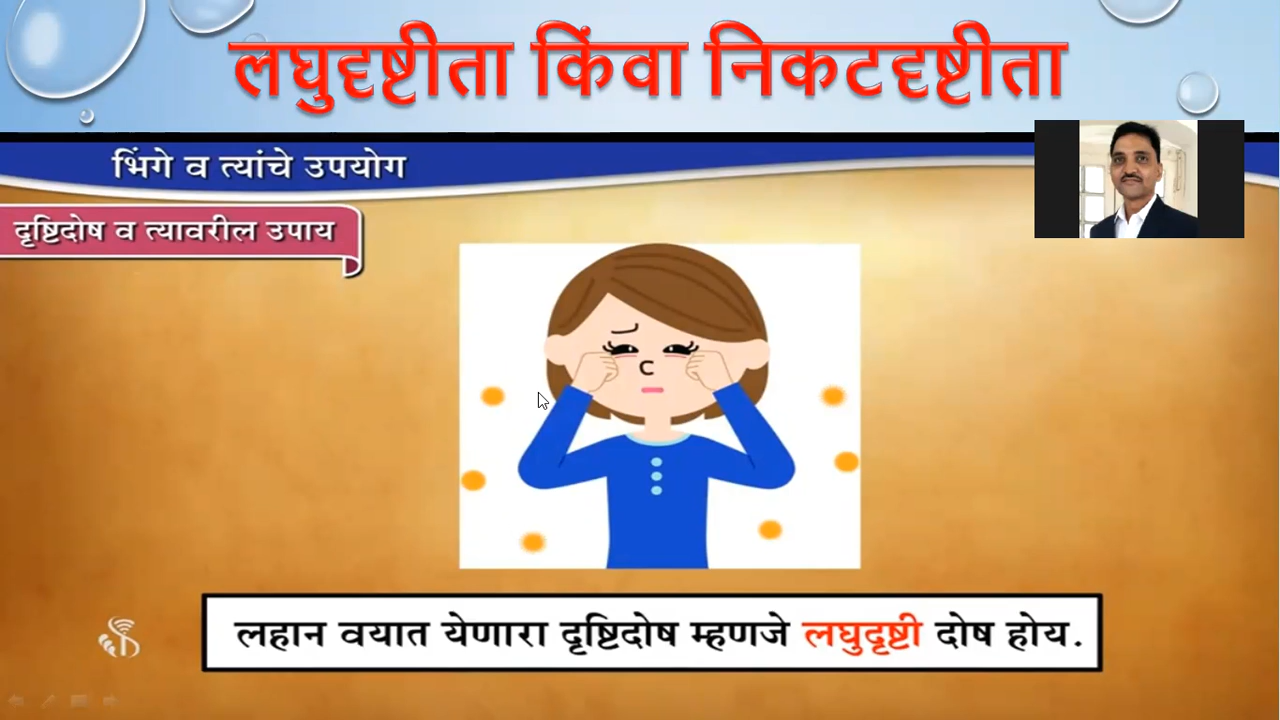 लघुदृष्टीता किंवा निकटदृष्टीता
भिंगे व त्यांचे उपयोग
दृष्टिदोष व त्यावरील उपाय
लहान वयात येणारा दृष्टिदोष म्हणजे लघुदृष्टी दोष होय.